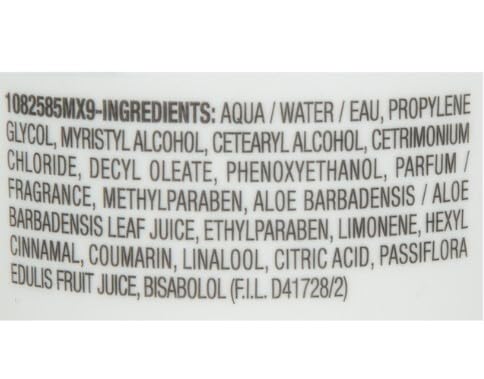 1082585MX9-INGREDIENTS: AQUA / WATER / EAU, PROPYLENE
GLYCOL, MYRISTYL ALCOHOL, CETEARYL ALCOHOL, CETRIMONIUM
CHLORIDE, DECYL OLEATE, PHENOXYETHANOL, PARFUM /
FRAGRANCE, METHYLPARABEN, ALOE BARBADENSIS / ALOE
BARBADENSIS LEAF JUICE, ETHYLPARABEN, LIMONENE, HEXYL
CINNAMAL, COUMARIN, LINALOOL, CITRIC ACID, PASSIFLORA
EDULIS FRUIT JUICE, BISABOLOL (F.I.L. D41728/2)